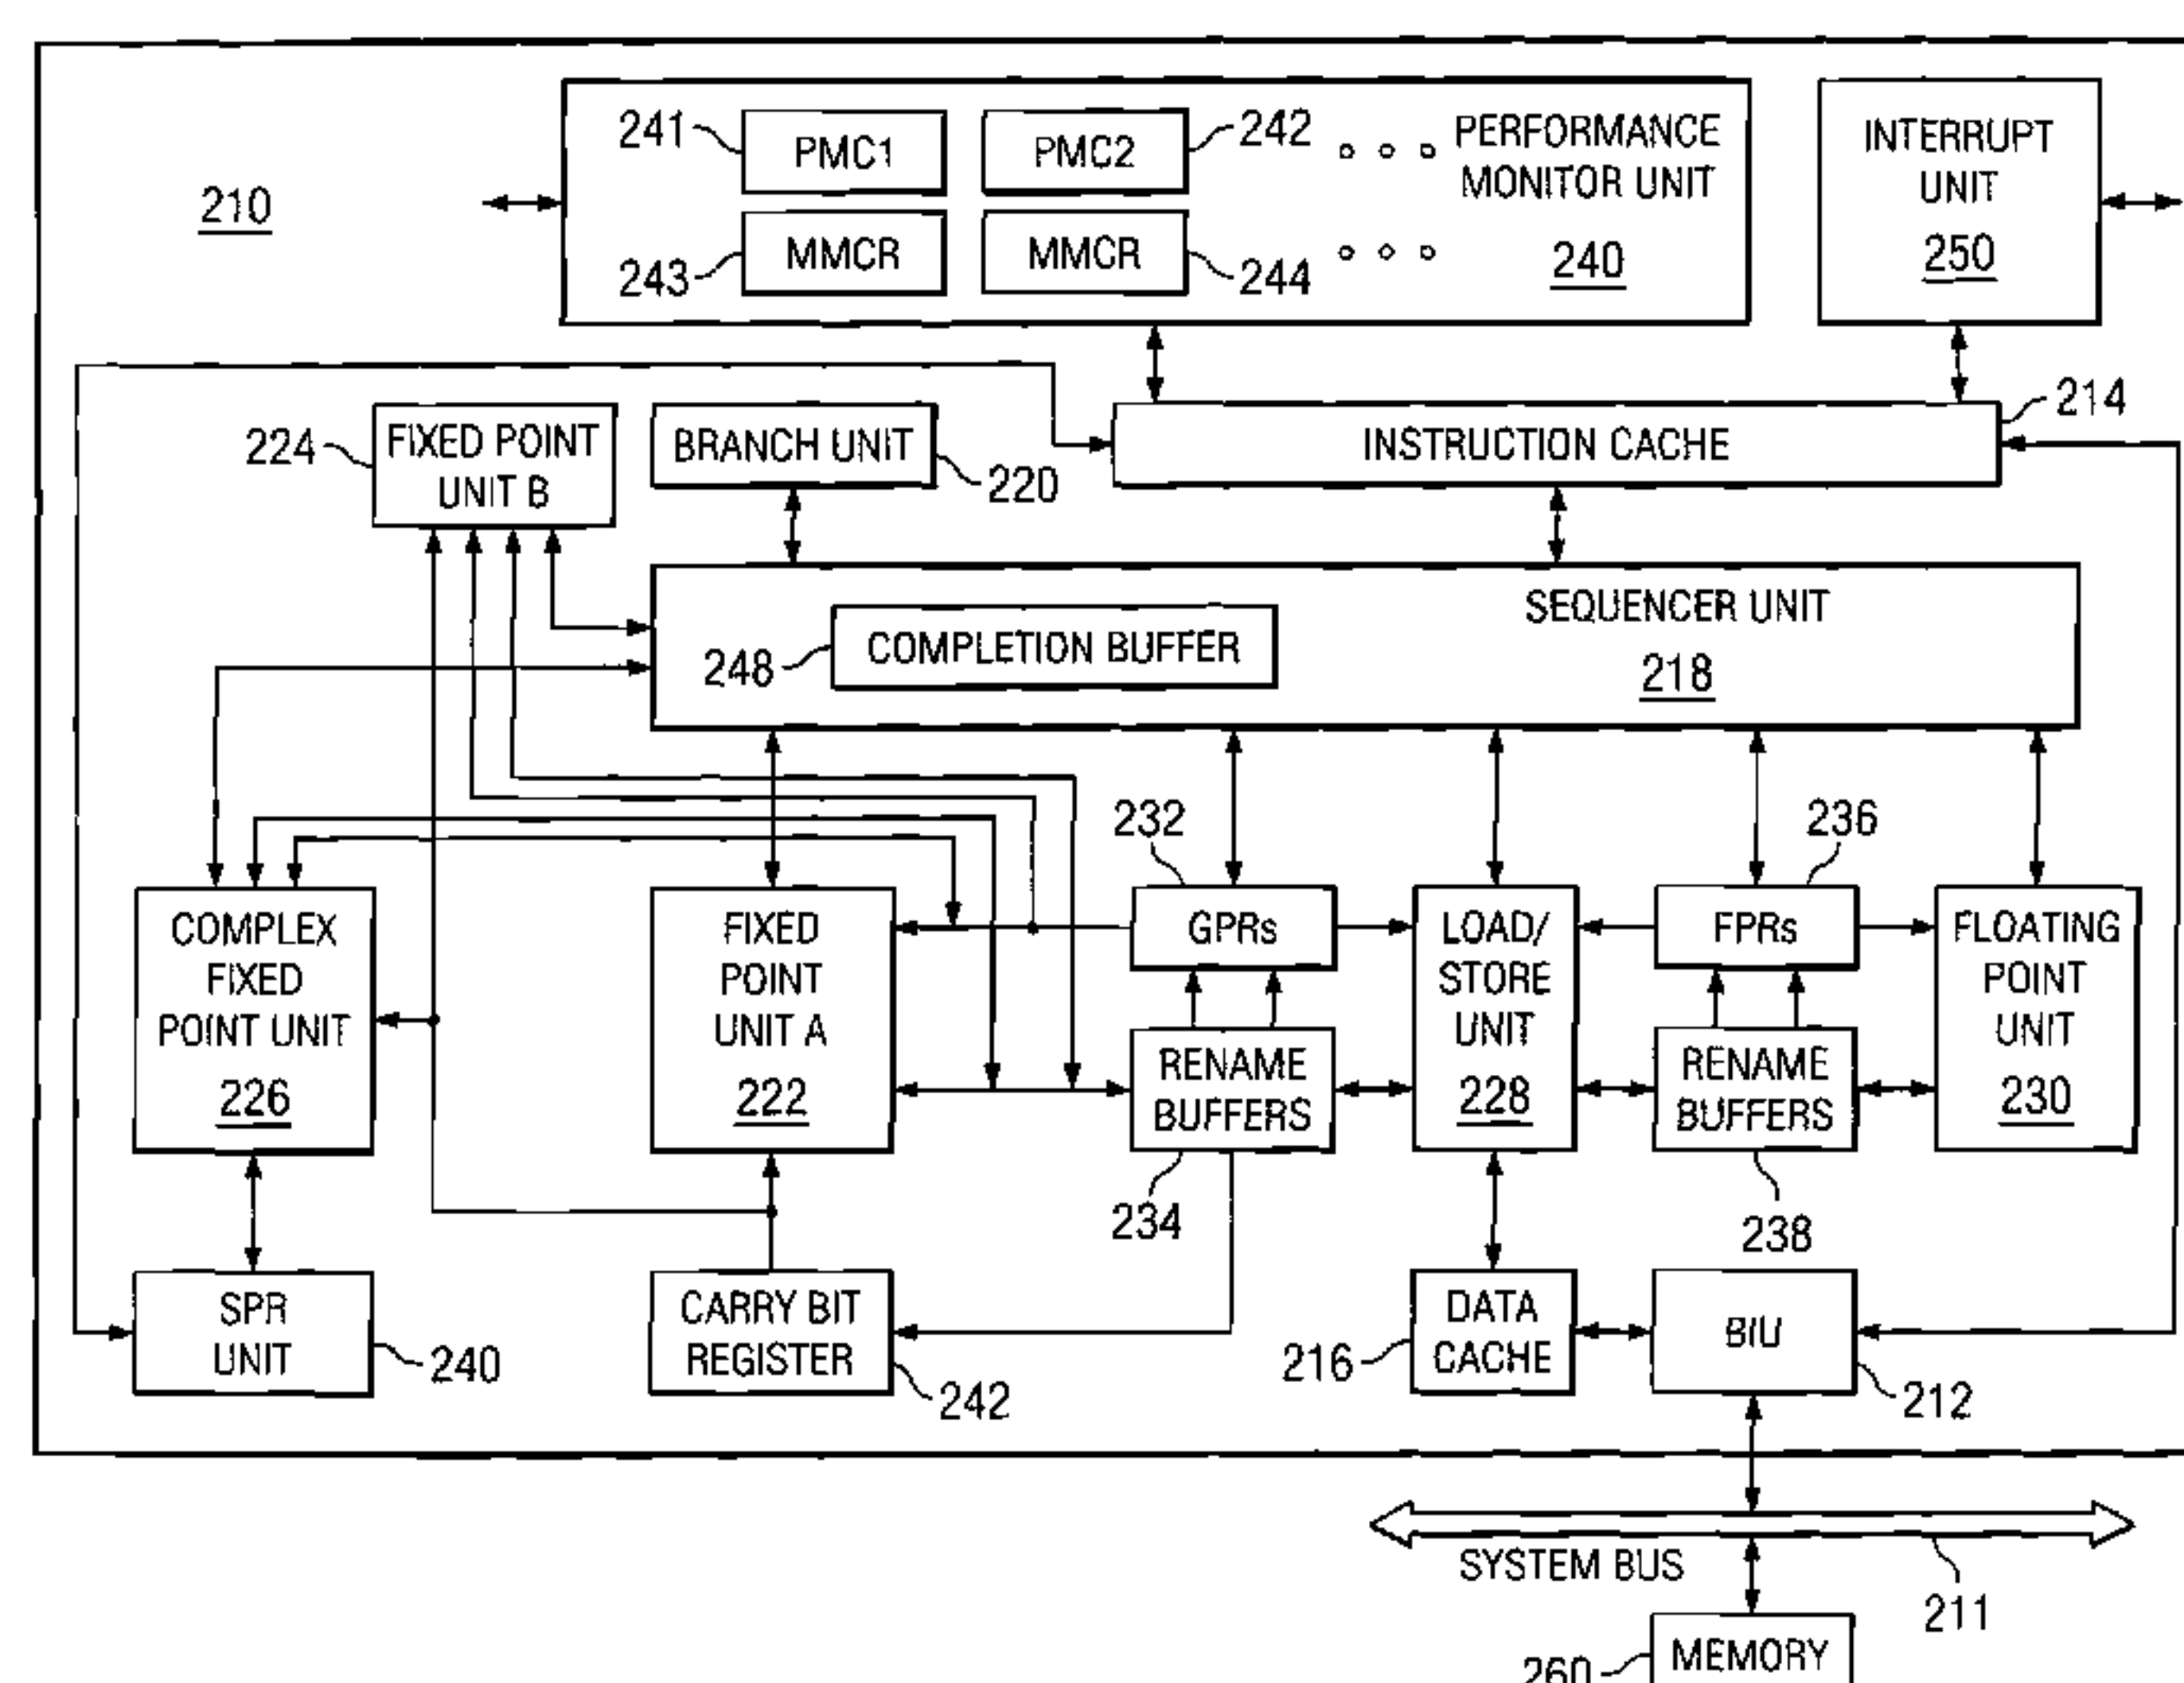 241
PMC1
PMC2
242
PERFORMANCE
MONITOR UNIT
240
243
MMCR
MMCR
244
INTERRUPT
UNIT
250
210
214
224
FIXED POINT
UNIT B
BRANCH UNIT
220
INSTRUCTION CACHE
SEQUENCER UNIT
218
248
COMPLETION BUFFER
232
236
COMPLEX
FIXED
POINT UNIT
226
FIXED
POINT
UNIT A
222
GPRs
LOAD/
STORE
UNIT
228
FPRs
FLOATING
POINT
UNIT
230
RENAME
BUFFERS
234
RENAME
BUFFERS
238
SPR
UNIT
240
CARRY BIT
REGISTER
242
216
DATA
CACHE
BIU
212
SYSTEM BUS
211
260
MEMORY